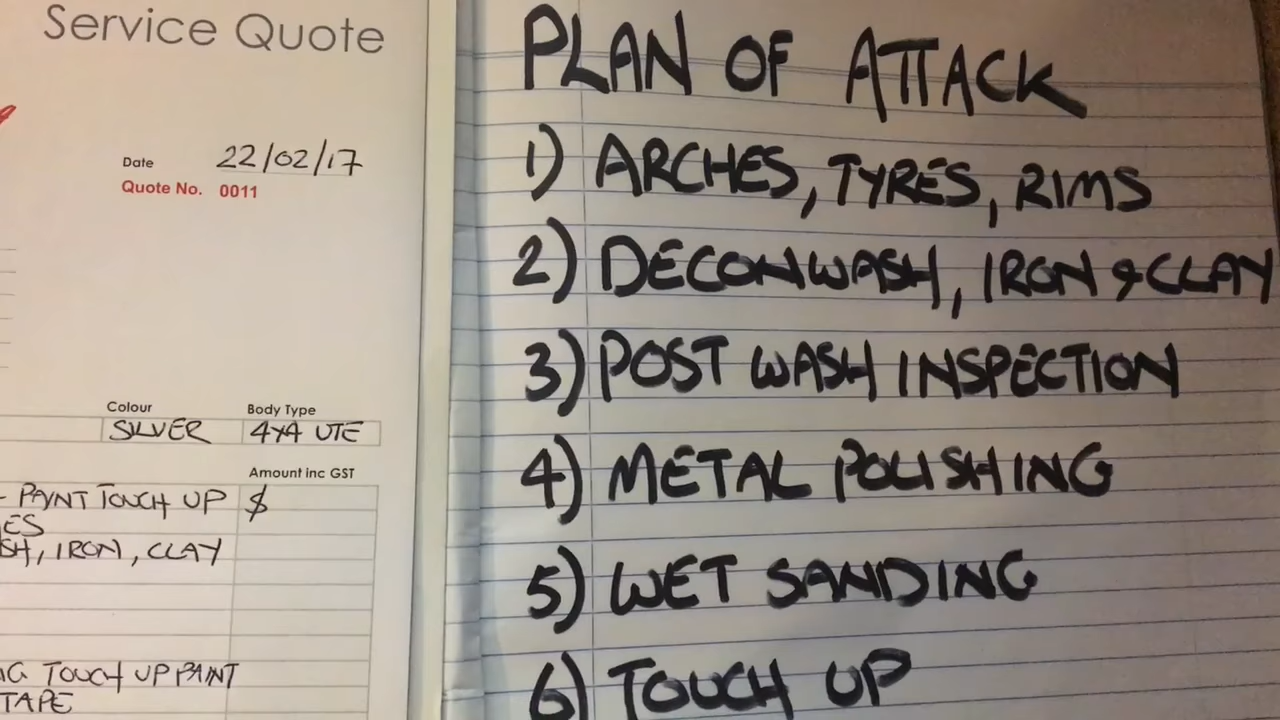 Service Quote
Date 22/02/17
Quote No. 0011
Colour Body Type
SILVER 4X4 UTE
Amount inc GST
- PAYNT TOUCH UP $
ES
SH, IRON, CLAY
NG TOUCH UP PAINT
TAPE
PLAN OF ATTACK
1) ARCHES, TYRES, RIMS
2) DECONWASH, IRON & CLAY
3) POST WASH INSPECTION
4) METAL POLISHING
5) WET SANDING
6) TOUCH UP